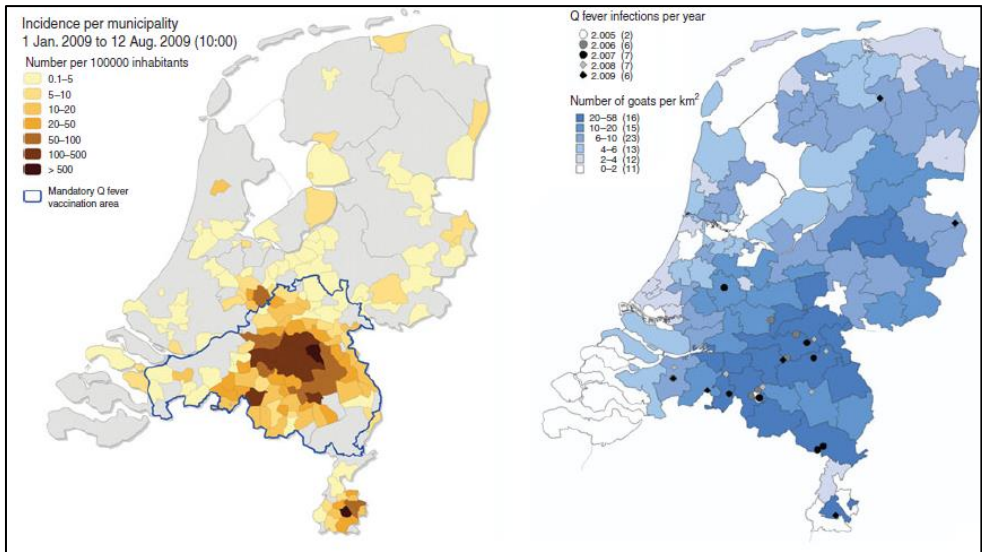 Incidence per municipality
1 Jan. 2009 to 12 Aug. 2009 (10:00)
Number per 100000 inhabitants
0.1–5
5–10
10–20
20–50
50–100
100–500
> 500
Mandatory Q fever
vaccination area
Q fever infections per year
2.005 (2)
2.006 (6)
2.007 (7)
2.008 (7)
2.009 (6)
Number of goats per km²
20–58 (16)
10–20 (15)
6–10 (23)
4–6 (13)
2–4 (12)
0–2 (11)